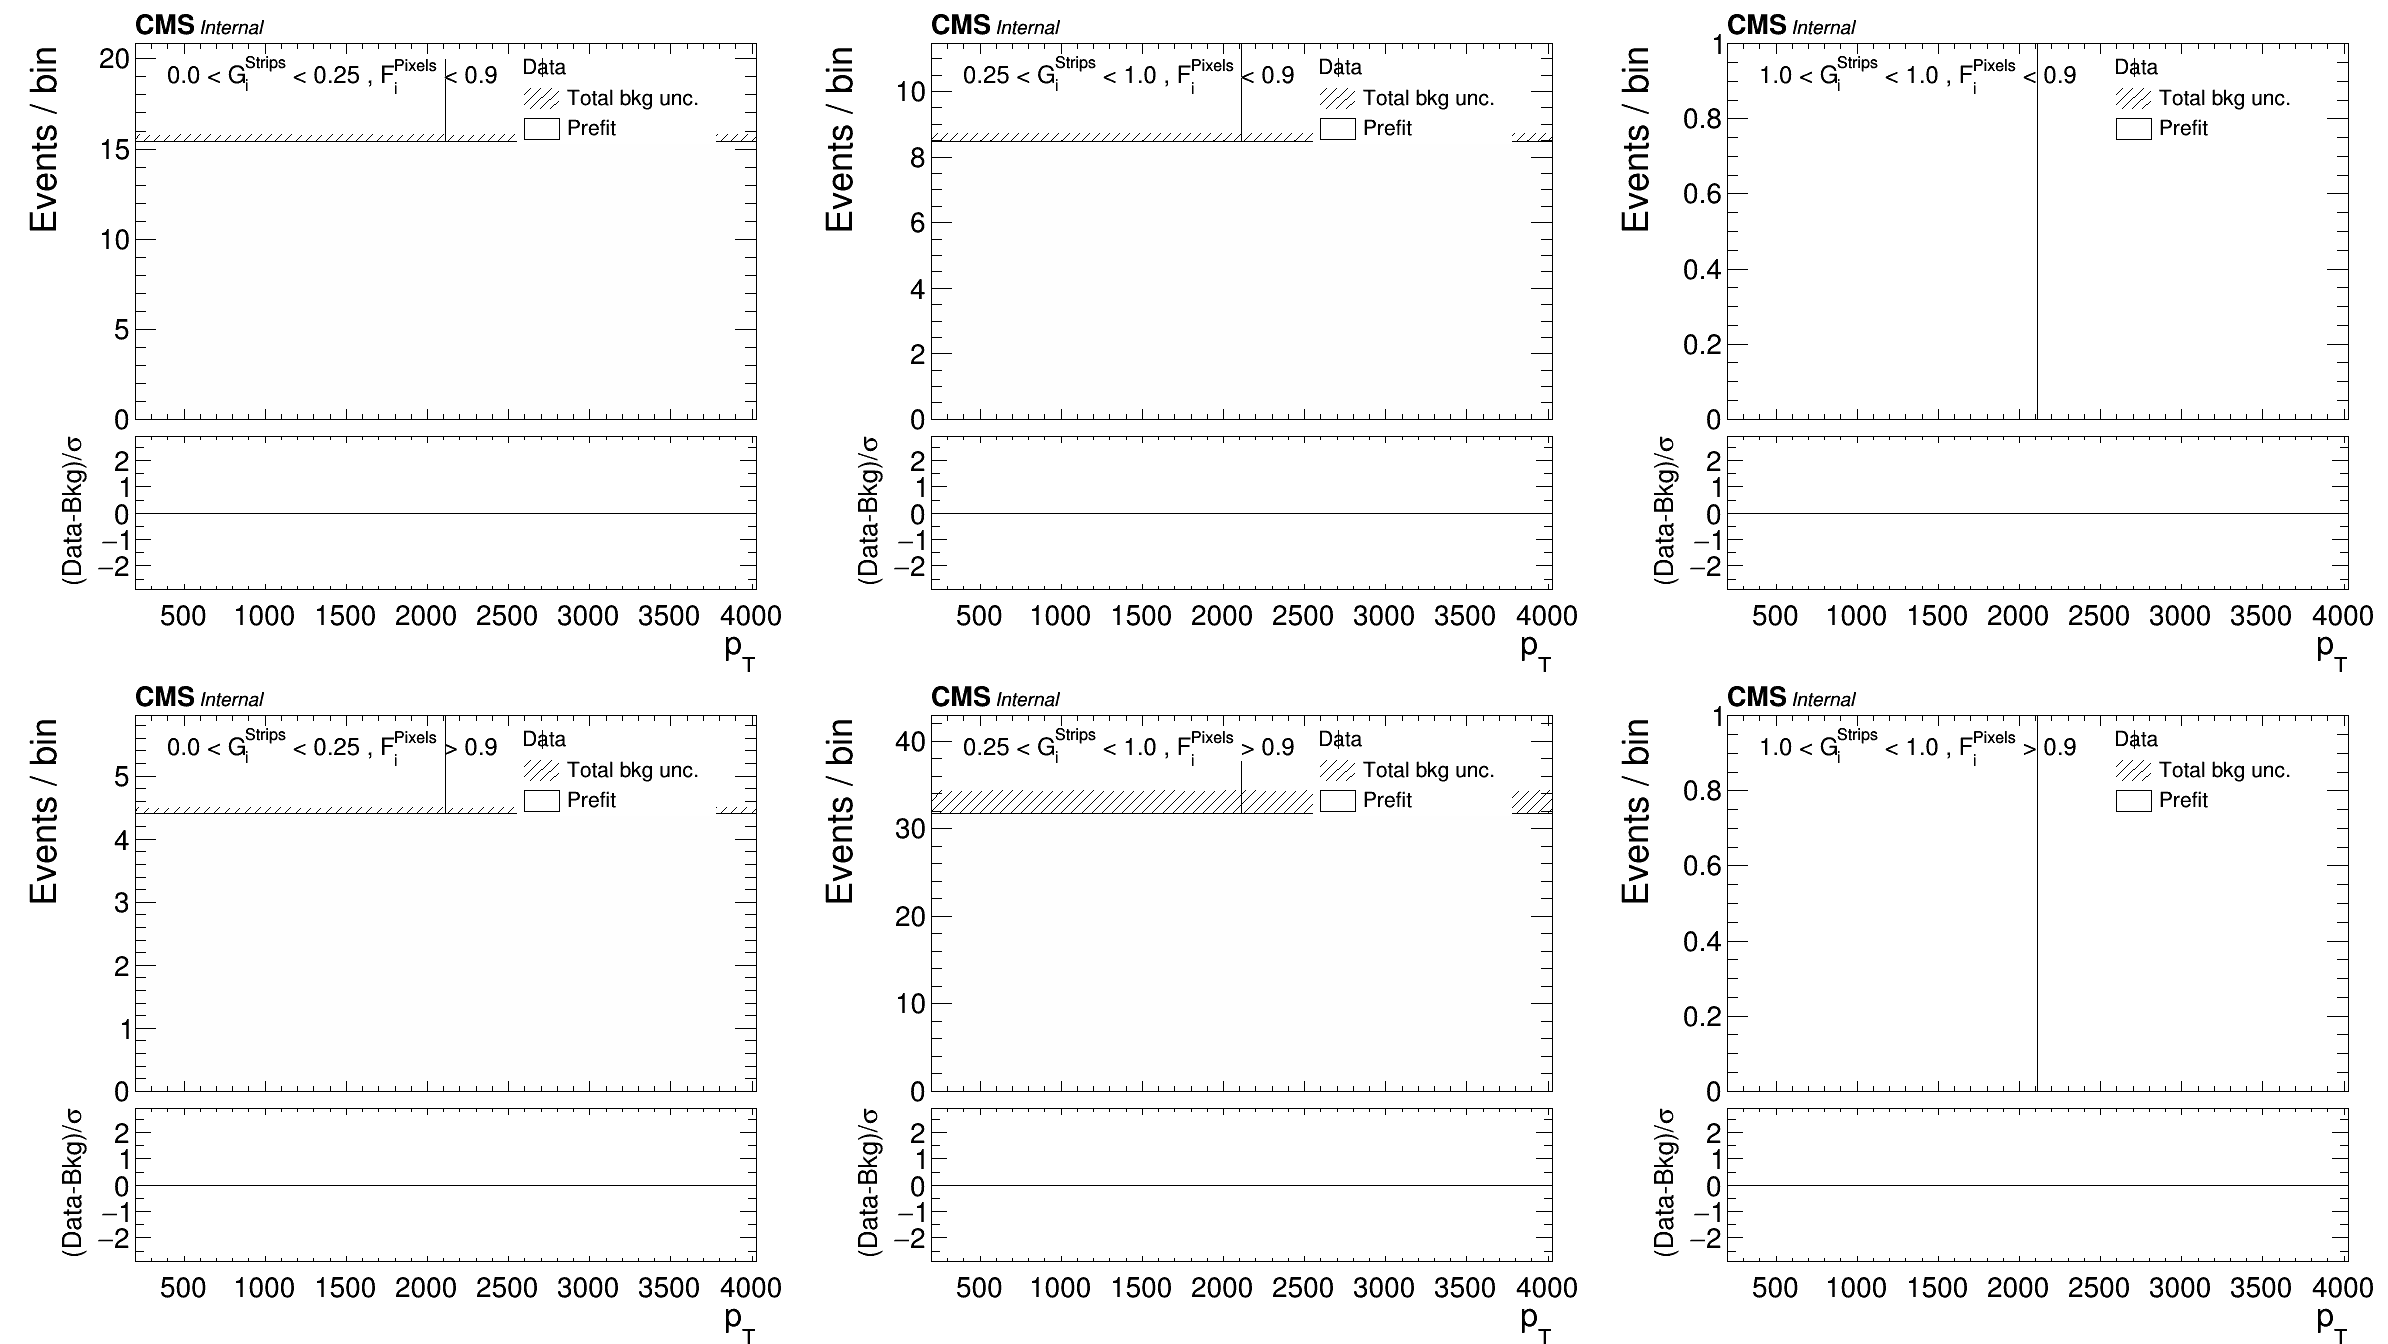 CMS Internal
0.0 < G_i^Strips < 0.25 , F_i^Pixels < 0.9
Data
Total bkg unc.
Prefit
Events / bin
20
15
10
5
0
(Data-Bkg)/σ
2
1
0
−1
−2
500 1000 1500 2000 2500 3000 3500 4000
p_T
CMS Internal
0.25 < G_i^Strips < 1.0 , F_i^Pixels < 0.9
Data
Total bkg unc.
Prefit
Events / bin
10
8
6
4
2
0
(Data-Bkg)/σ
2
1
0
−1
−2
500 1000 1500 2000 2500 3000 3500 4000
p_T
CMS Internal
1.0 < G_i^Strips < 1.0 , F_i^Pixels < 0.9
Data
Total bkg unc.
Prefit
Events / bin
1
0.8
0.6
0.4
0.2
0
(Data-Bkg)/σ
2
1
0
−1
−2
500 1000 1500 2000 2500 3000 3500 4000
p_T
CMS Internal
0.0 < G_i^Strips < 0.25 , F_i^Pixels > 0.9
Data
Total bkg unc.
Prefit
Events / bin
5
4
3
2
1
0
(Data-Bkg)/σ
2
1
0
−1
−2
500 1000 1500 2000 2500 3000 3500 4000
p_T
CMS Internal
0.25 < G_i^Strips < 1.0 , F_i^Pixels > 0.9
Data
Total bkg unc.
Prefit
Events / bin
40
30
20
10
0
(Data-Bkg)/σ
2
1
0
−1
−2
500 1000 1500 2000 2500 3000 3500 4000
p_T
CMS Internal
1.0 < G_i^Strips < 1.0 , F_i^Pixels > 0.9
Data
Total bkg unc.
Prefit
Events / bin
1
0.8
0.6
0.4
0.2
0
(Data-Bkg)/σ
2
1
0
−1
−2
500 1000 1500 2000 2500 3000 3500 4000
p_T